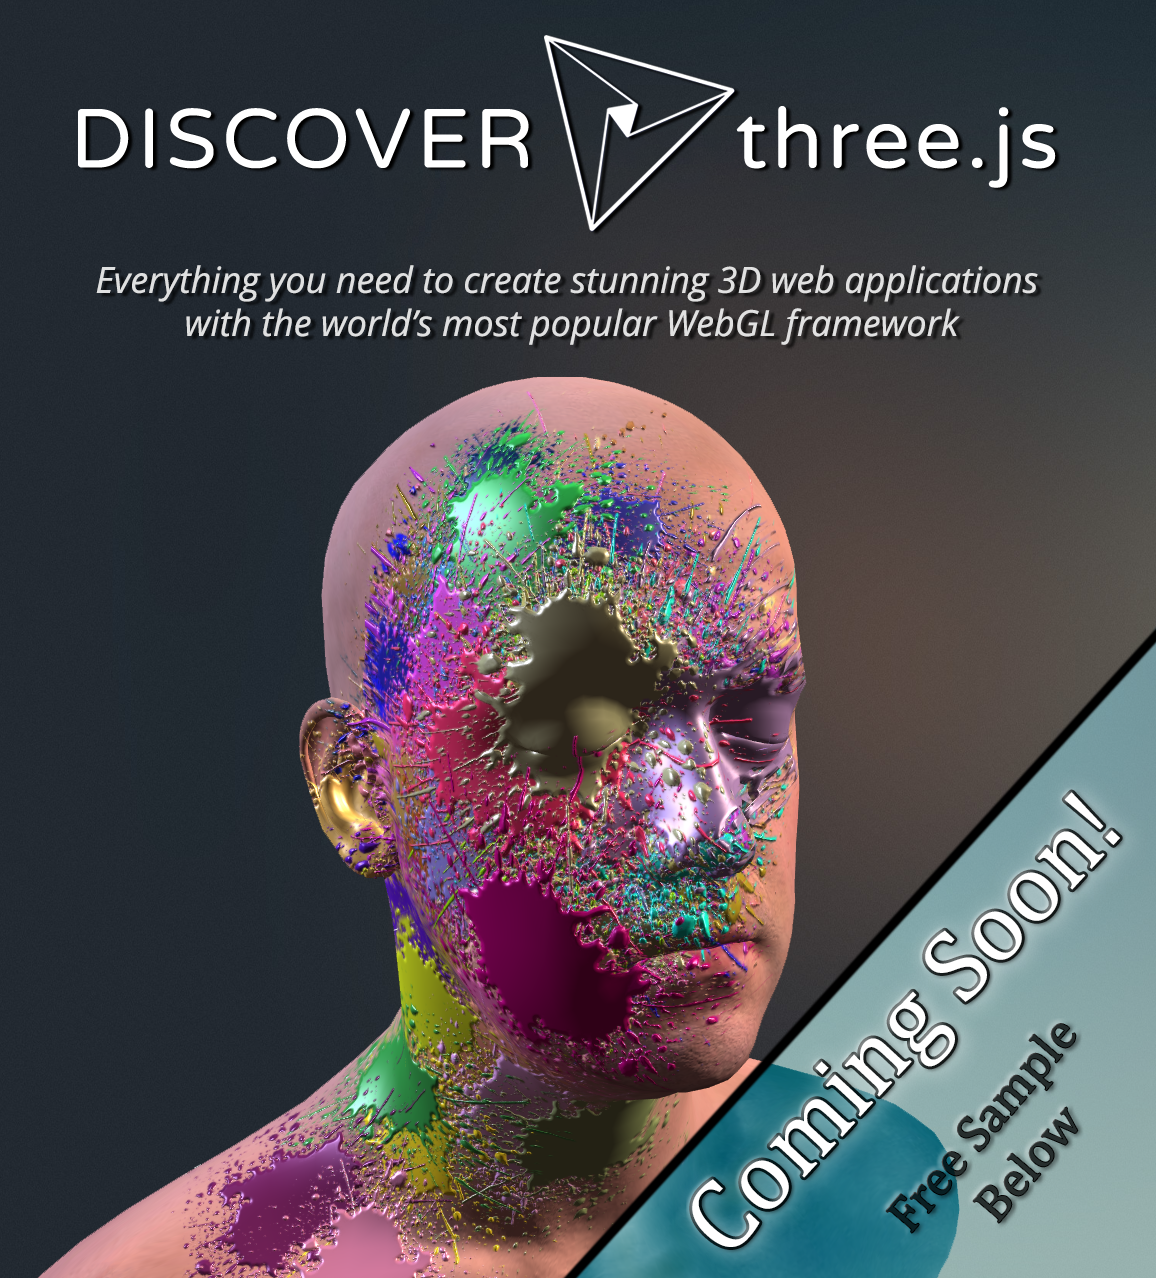 DISCOVER three.js
Everything you need to create stunning 3D web applications
with the world's most popular WebGL framework
Coming Soon!
Free Sample
Below